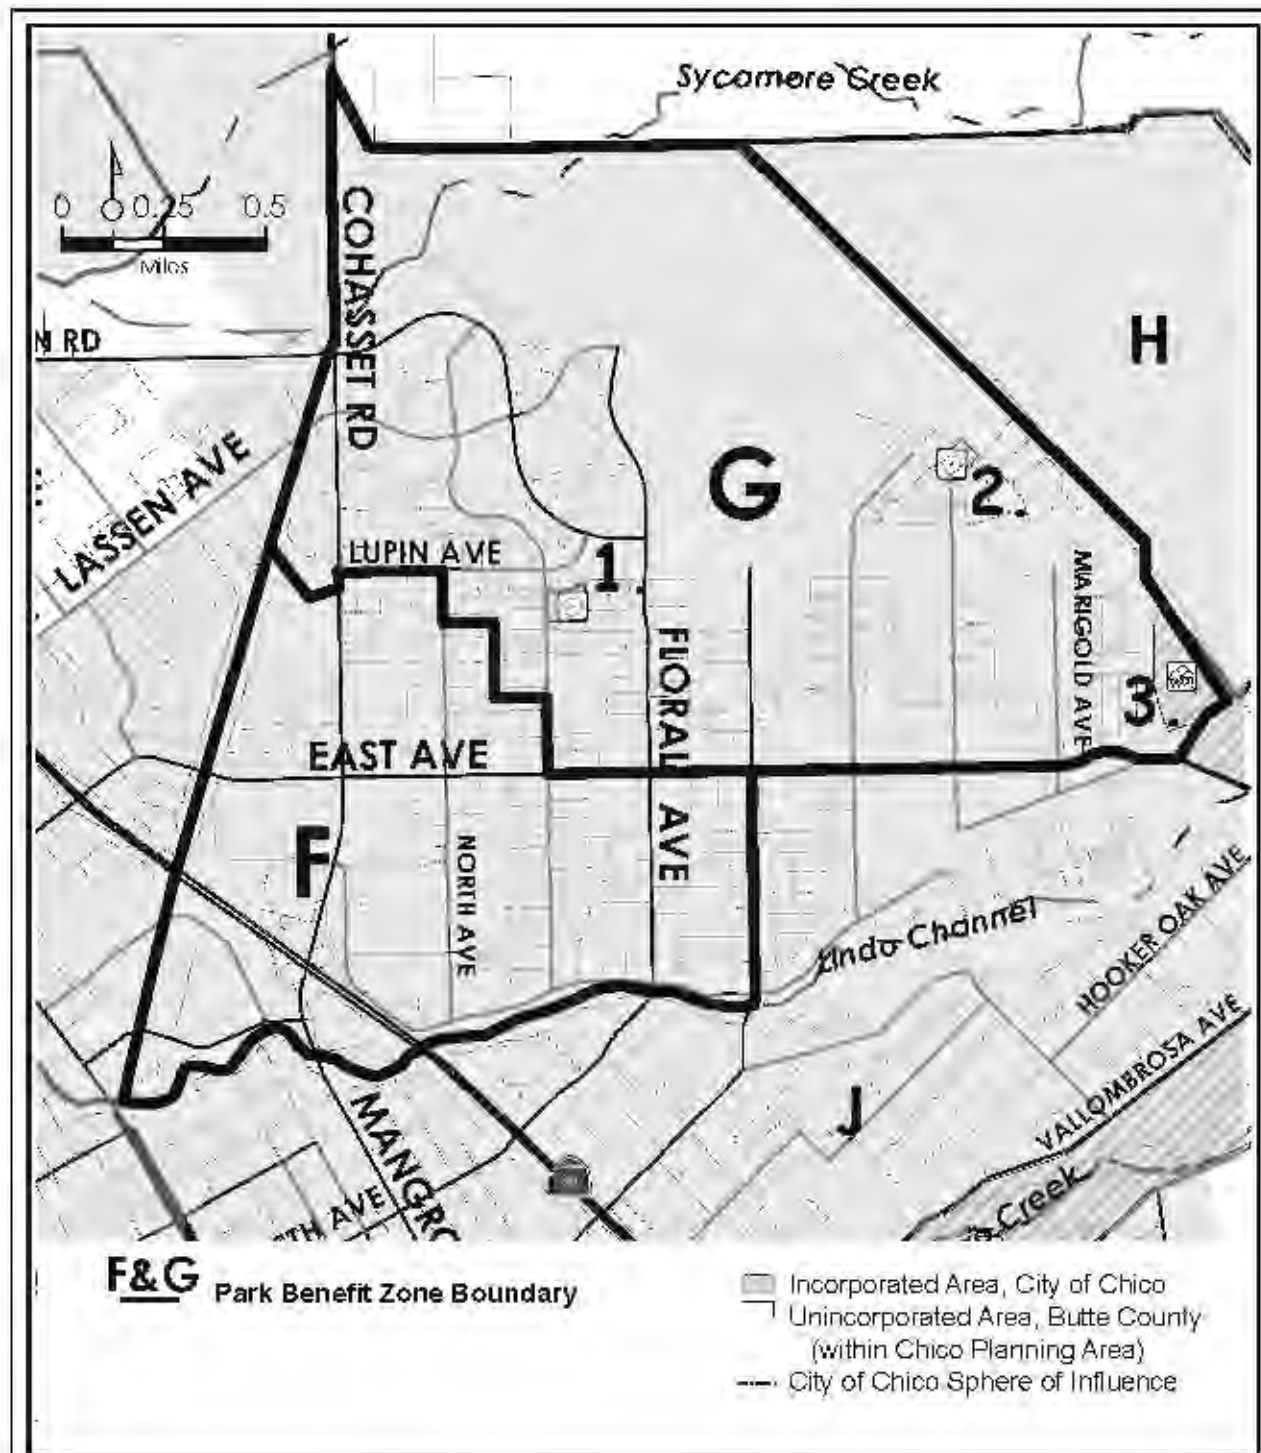 Sycamore Creek
0 0.25 0.5
Miles
COHASSET RD
N RD
H
LASSEN AVE
G
2.
LUPIN AVE
1.
MARIGOLD AVE
FLORAL AVE
3.
EAST AVE
F
NORTH AVE
Lindo Channel
HOOKER OAK AVE
VALLOMBROSA AVE
J
MANGRO
TH AVE
Creek
F&G Park Benefit Zone Boundary
Incorporated Area, City of Chico
Unincorporated Area, Butte County
(within Chico Planning Area)
City of Chico Sphere of Influence